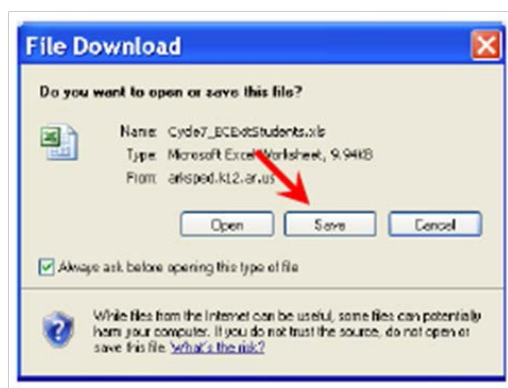 File Download
Do you want to open or save this file?
Name: Cycle7_ECExitStudents.xls
Type: Microsoft Excel Worksheet, 9.94KB
From: arksped.k12.ar.us
Open Save Cancel
Always ask before opening this type of file
While files from the Internet can be useful, some files can potentially
harm your computer. If you do not trust the source, do not open or
save this file. What's the risk?